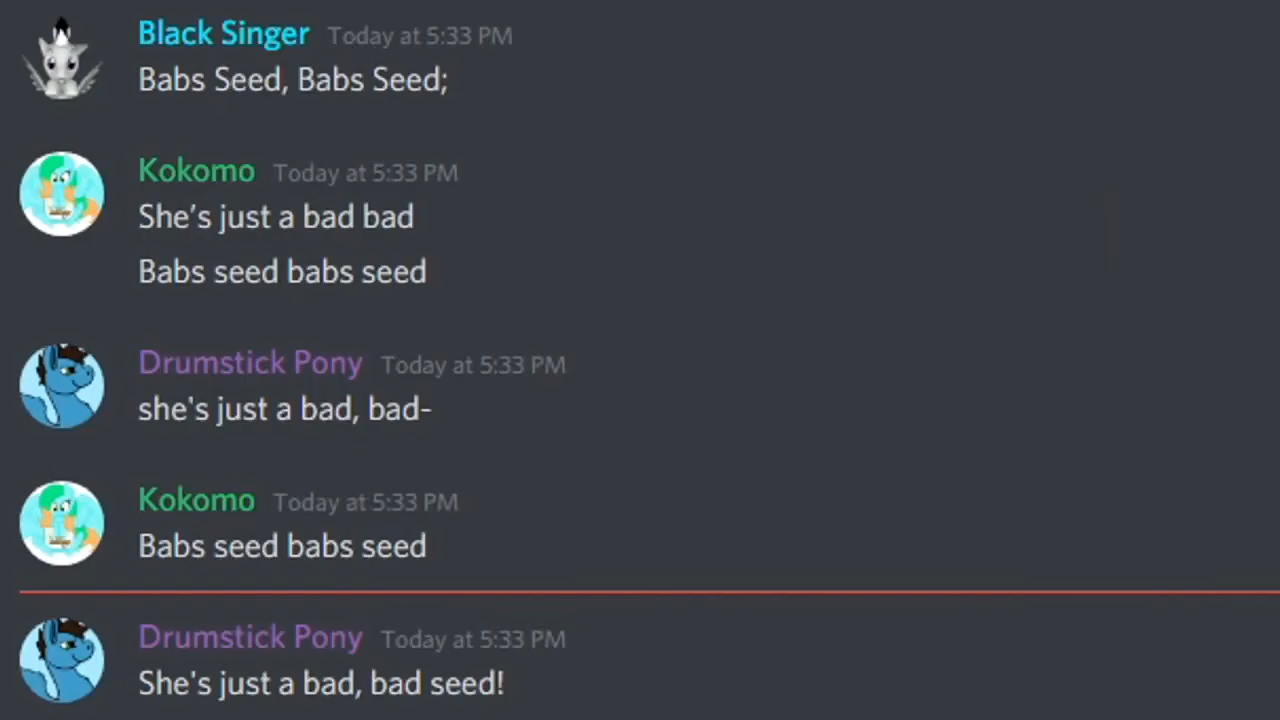 Black Singer Today at 5:33 PM
Babs Seed, Babs Seed;
Kokomo Today at 5:33 PM
She’s just a bad bad
Babs seed babs seed
Drumstick Pony Today at 5:33 PM
she's just a bad, bad-
Kokomo Today at 5:33 PM
Babs seed babs seed
Drumstick Pony Today at 5:33 PM
She's just a bad, bad seed!